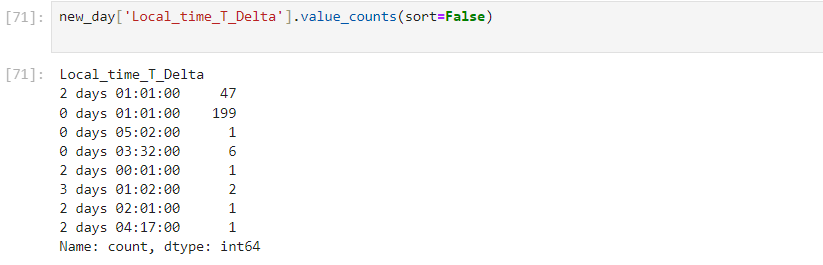 [71]: new_day['Local_time_T_Delta'].value_counts(sort=False)
[71]: Local_time_T_Delta
2 days 01:01:00     47
0 days 01:01:00    199
0 days 05:02:00      1
0 days 03:32:00      6
2 days 00:01:00      1
3 days 01:02:00      2
2 days 02:01:00      1
2 days 04:17:00      1
Name: count, dtype: int64